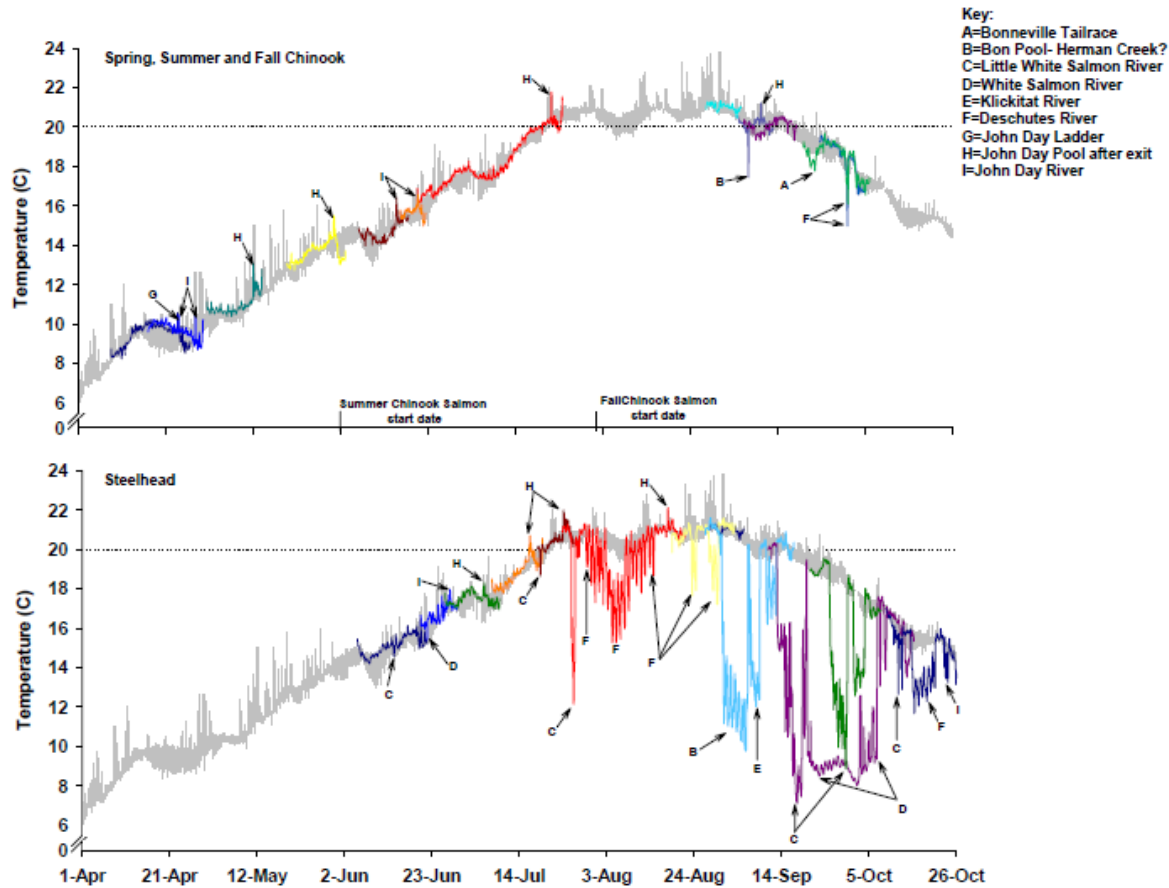 Key:
A=Bonneville Tailrace
B=Bon Pool- Herman Creek?
C=Little White Salmon River
D=White Salmon River
E=Klickitat River
F=Deschutes River
G=John Day Ladder
H=John Day Pool after exit
I=John Day River
Spring, Summer and Fall Chinook
Temperature (C)
24
22
20
18
16
14
12
10
8
6
0
G
I
H
H
I
H
H
B
A
F
Summer Chinook Salmon
start date
FallChinook Salmon
start date
Steelhead
Temperature (C)
24
22
20
18
16
14
12
10
8
6
0
C
I
D
H
H
C
C
F
F
H
F
B
E
C
D
C
F
I
1-Apr 21-Apr 12-May 2-Jun 23-Jun 14-Jul 3-Aug 24-Aug 14-Sep 5-Oct 26-Oct